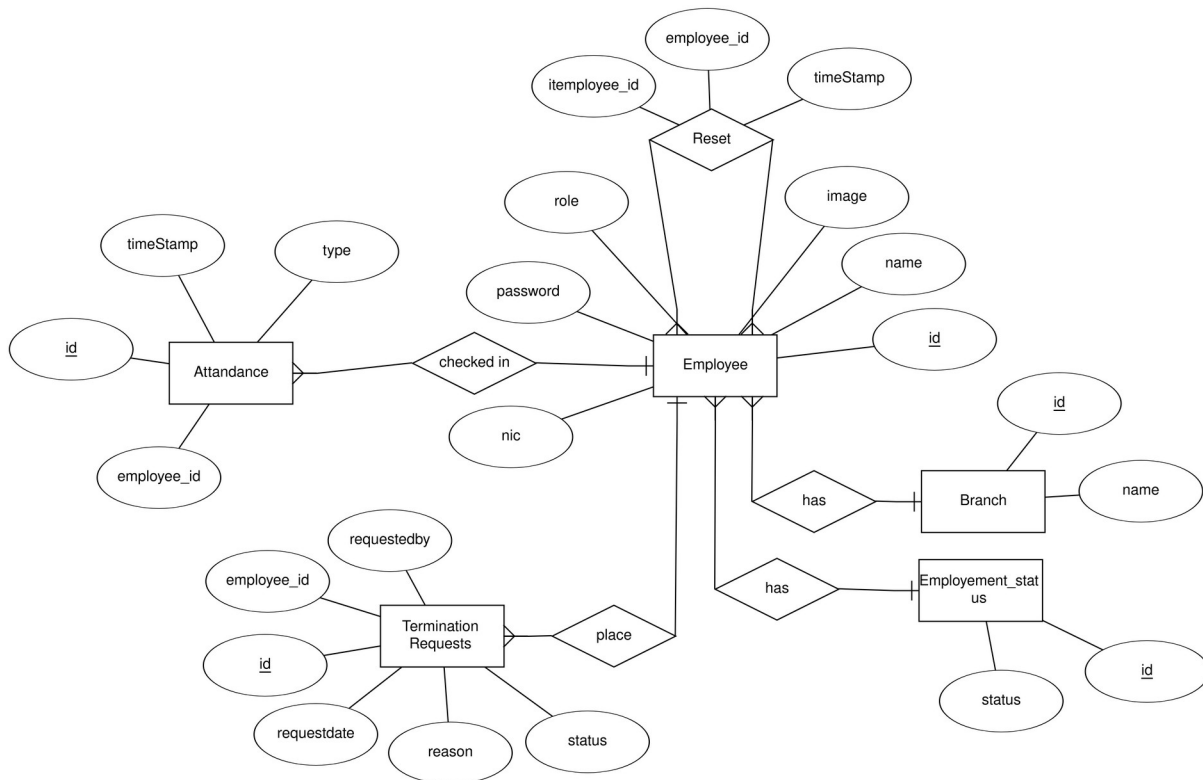 employee_id
itemployee_id
timeStamp
Reset
role
image
timeStamp
type
name
password
id
id
checked in
Attandance
Employee
nic
id
employee_id
has
Branch
name
requestedby
employee_id
Employement_stat
us
has
Termination
Requests
place
id
id
status
requestdate
reason
status